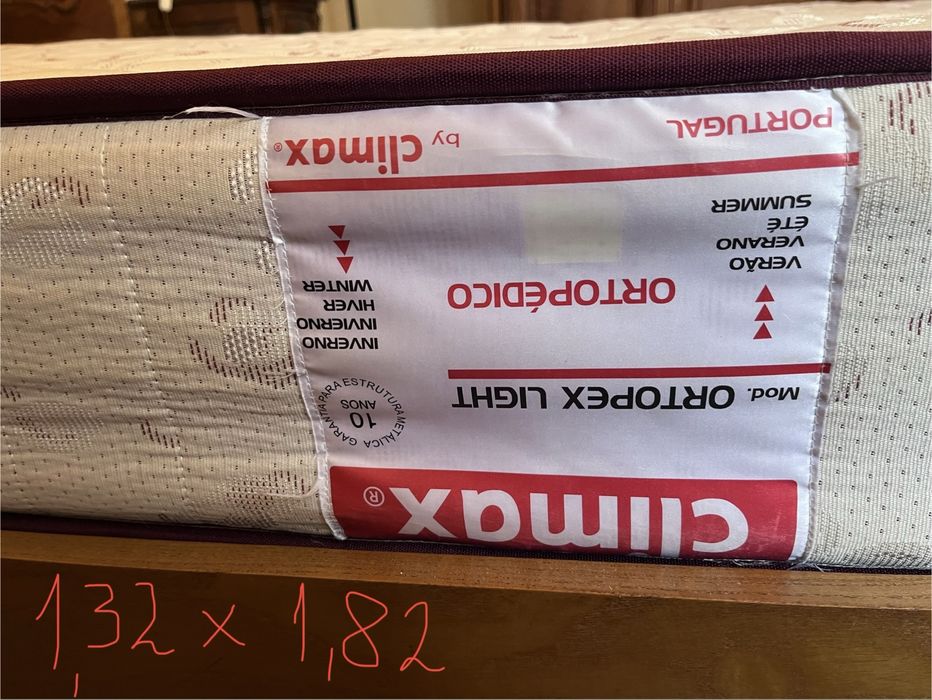 climax®
Mod. ORTOPEX LIGHT
GARANTIA PARA ESTRUTURA METÁLICA
10
ANOS
ORTOPÉDICO
VERÃO
VERANO
ÉTÉ
SUMMER
INVERNO
INVIERNO
HIVER
WINTER
PORTUGAL
by climax®
1,32 x 1,82